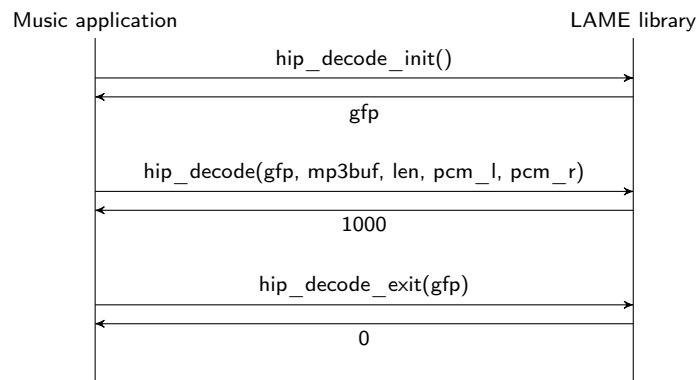 Music application
LAME library
hip_decode_init()
gfp
hip_decode(gfp, mp3buf, len, pcm_l, pcm_r)
1000
hip_decode_exit(gfp)
0